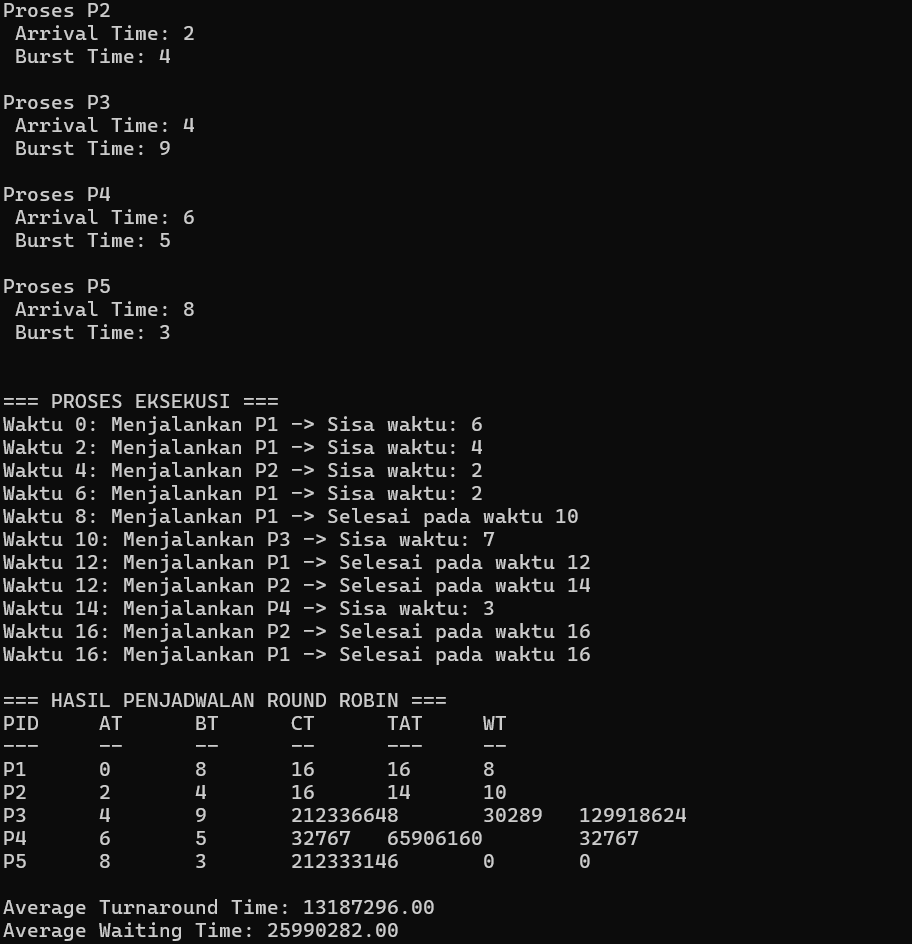 Proses P2
 Arrival Time: 2
 Burst Time: 4
Proses P3
 Arrival Time: 4
 Burst Time: 9
Proses P4
 Arrival Time: 6
 Burst Time: 5
Proses P5
 Arrival Time: 8
 Burst Time: 3
=== PROSES EKSEKUSI ===
Waktu 0: Menjalankan P1 -> Sisa waktu: 6
Waktu 2: Menjalankan P1 -> Sisa waktu: 4
Waktu 4: Menjalankan P2 -> Sisa waktu: 2
Waktu 6: Menjalankan P1 -> Sisa waktu: 2
Waktu 8: Menjalankan P1 -> Selesai pada waktu 10
Waktu 10: Menjalankan P3 -> Sisa waktu: 7
Waktu 12: Menjalankan P1 -> Selesai pada waktu 12
Waktu 12: Menjalankan P2 -> Selesai pada waktu 14
Waktu 14: Menjalankan P4 -> Sisa waktu: 3
Waktu 16: Menjalankan P2 -> Selesai pada waktu 16
Waktu 16: Menjalankan P1 -> Selesai pada waktu 16
=== HASIL PENJADWALAN ROUND ROBIN ===
PID     AT      BT      CT      TAT     WT
---     --      --      --      ---     --
P1      0       8       16      16      8
P2      2       4       16      14      10
P3      4       9       212336648       30289   129918624
P4      6       5       32767   65906160        32767
P5      8       3       212333146       0       0
Average Turnaround Time: 13187296.00
Average Waiting Time: 25990282.00